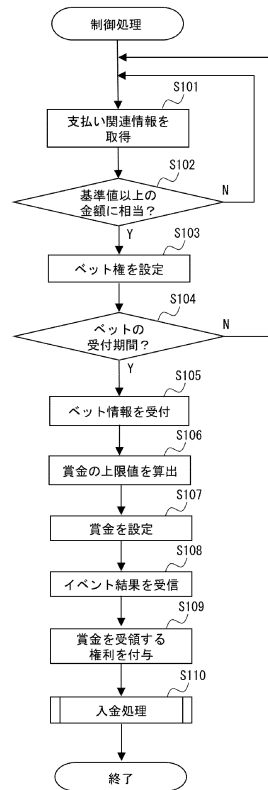 制御処理
S101
支払い関連情報を
取得
S102
基準値以上の
金額に相当?
N
Y
S103
ベット権を設定
S104
ベットの
受付期間?
N
Y
S105
ベット情報を受付
S106
賞金の上限値を算出
S107
賞金を設定
S108
イベント結果を受信
S109
賞金を受領する
権利を付与
S110
入金処理
終了